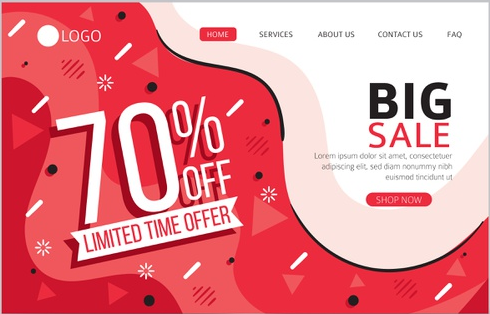 LOGO
HOME SERVICES ABOUT US CONTACT US FAQ
70% OFF
LIMITED TIME OFFER
BIG
SALE
Lorem ipsum dolor sit amet, consectetuer
adipiscing elit, sed diam nonummy nibh
euismod tincidunt ut
SHOP NOW